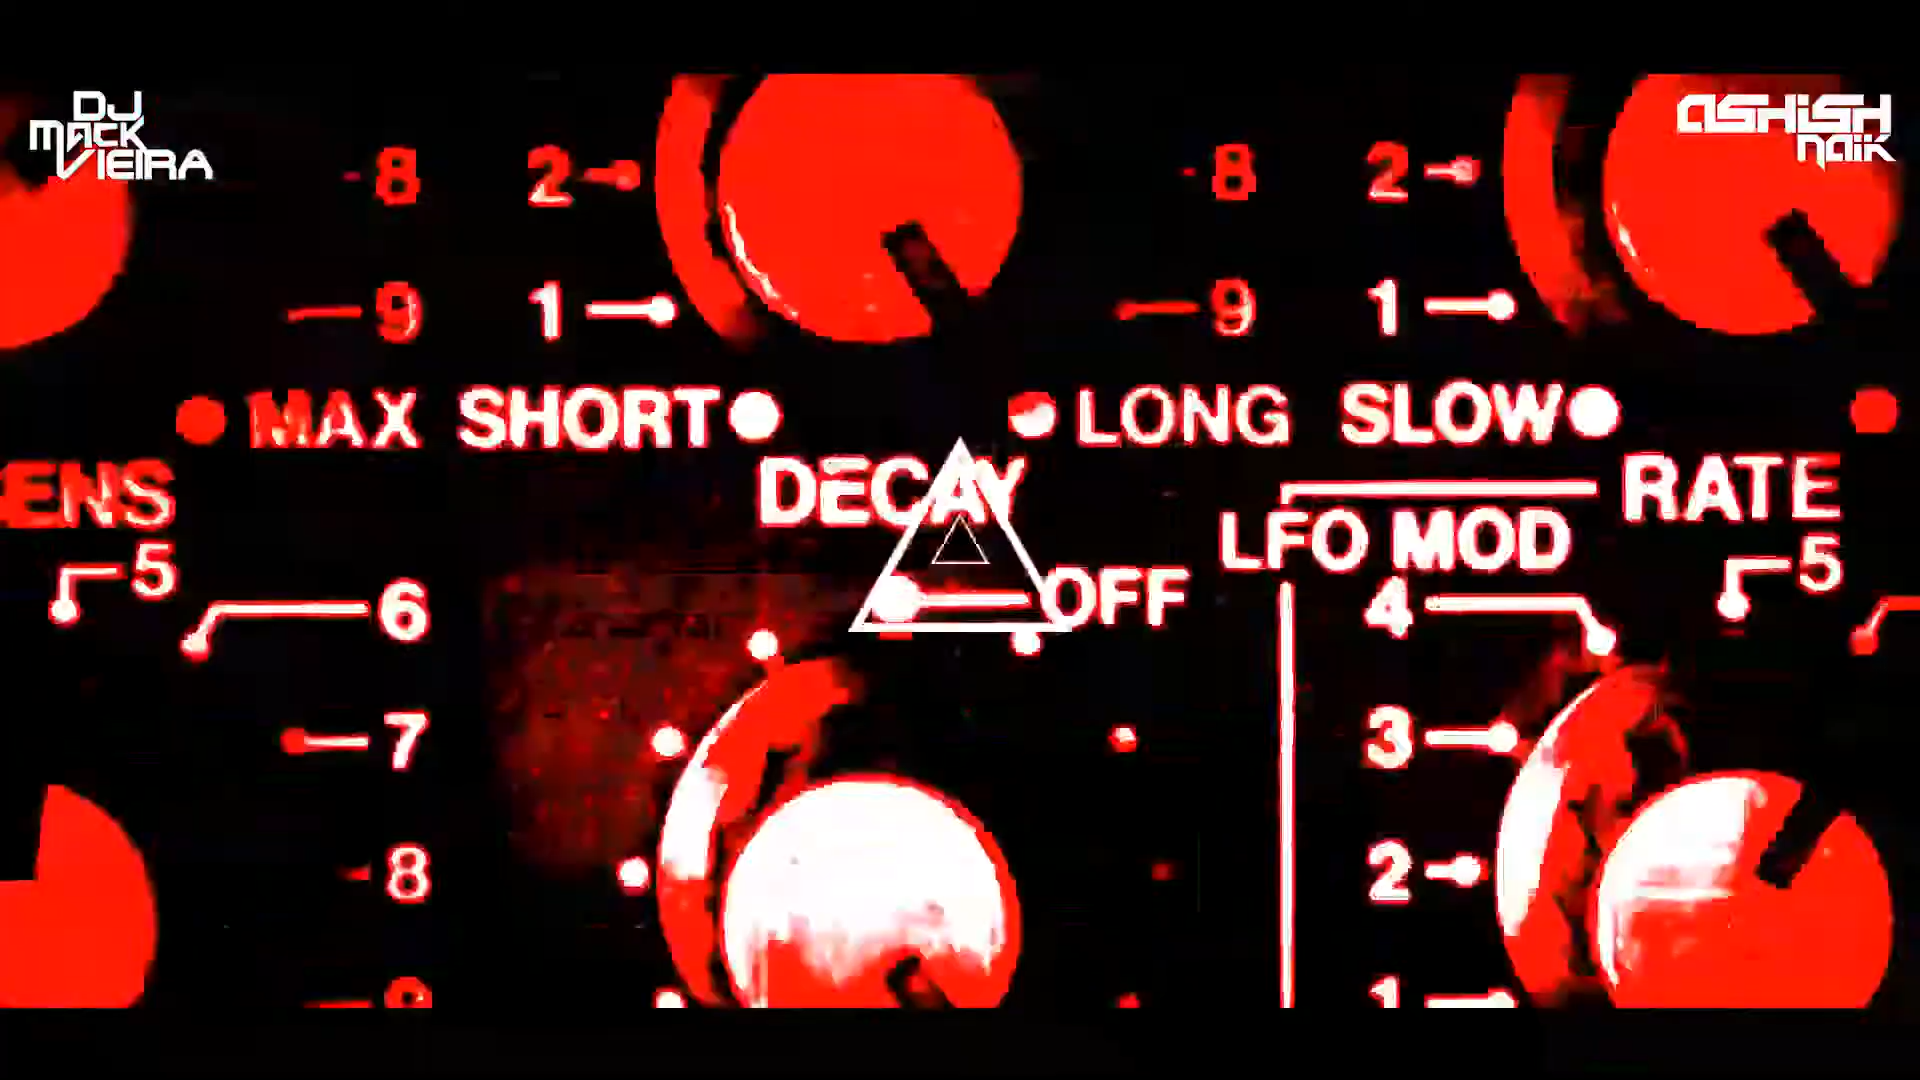 DJ
MACK
VIEIRA
ASHISH
NAIK
8 2 8 2
9 1 9 1
MAX SHORT LONG SLOW
ENS DECAY RATE
LFO MOD
5 5
6 OFF 4
7 3
8 2
9 1